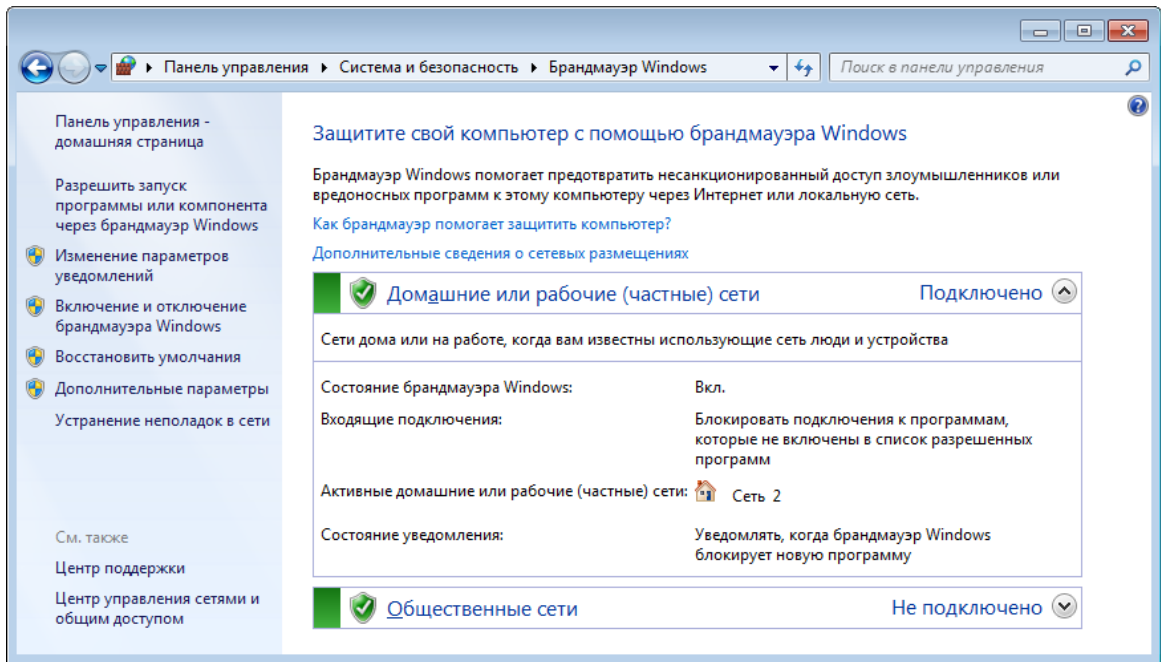 Панель управления ▸ Система и безопасность ▸ Брандмауэр Windows
Поиск в панели управления
Панель управления -
домашняя страница
Разрешить запуск
программы или компонента
через брандмауэр Windows
Изменение параметров
уведомлений
Включение и отключение
брандмауэра Windows
Восстановить умолчания
Дополнительные параметры
Устранение неполадок в сети
См. также
Центр поддержки
Центр управления сетями и
общим доступом
Защитите свой компьютер с помощью брандмауэра Windows
Брандмауэр Windows помогает предотвратить несанкционированный доступ злоумышленников или
вредоносных программ к этому компьютеру через Интернет или локальную сеть.
Как брандмауэр помогает защитить компьютер?
Дополнительные сведения о сетевых размещениях
Домашние или рабочие (частные) сети Подключено
Сети дома или на работе, когда вам известны использующие сеть люди и устройства
Состояние брандмауэра Windows: Вкл.
Входящие подключения: Блокировать подключения к программам,
которые не включены в список разрешенных
программ
Активные домашние или рабочие (частные) сети: Сеть 2
Состояние уведомления: Уведомлять, когда брандмауэр Windows
блокирует новую программу
Общественные сети Не подключено